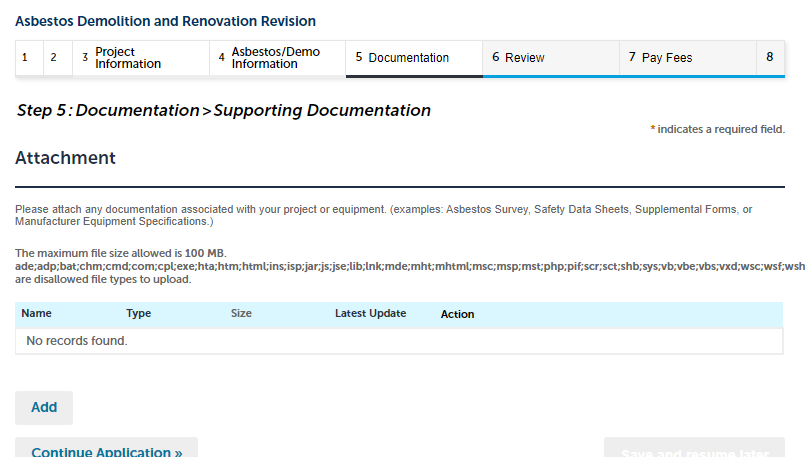 Asbestos Demolition and Renovation Revision
1 2 3 Project Information 4 Asbestos/Demo Information 5 Documentation 6 Review 7 Pay Fees 8
Step 5: Documentation>Supporting Documentation
* indicates a required field.
Attachment
Please attach any documentation associated with your project or equipment. (examples: Asbestos Survey, Safety Data Sheets, Supplemental Forms, or
Manufacturer Equipment Specifications.)
The maximum file size allowed is 100 MB.
ade;adp;bat;chm;cmd;com;cpl;exe;hta;htm;html;ins;isp;jar;js;jse;lib;lnk;mde;mht;mhtml;msc;msp;mst;php;pif;scr;sct;shb;sys;vb;vbe;vbs;vxd;wsc;wsf;wsh
are disallowed file types to upload.
Name Type Size Latest Update Action
No records found.
Add
Continue Application » Save and resume later